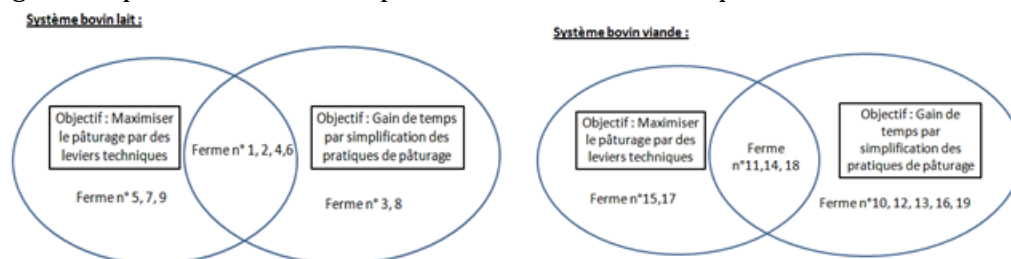 Système bovin lait :
Objectif : Maximiser
le pâturage par des
leviers techniques
Ferme n° 1, 2, 4,6
Objectif : Gain de temps
par simplification des
pratiques de pâturage
Ferme n° 5, 7, 9
Ferme n° 3, 8
Système bovin viande :
Objectif : Maximiser
le pâturage par des
leviers techniques
Ferme
n°11,14, 18
Objectif : Gain de
temps par
simplification des
pratiques de pâturage
Ferme n°15,17
Ferme n°10, 12, 13, 16, 19